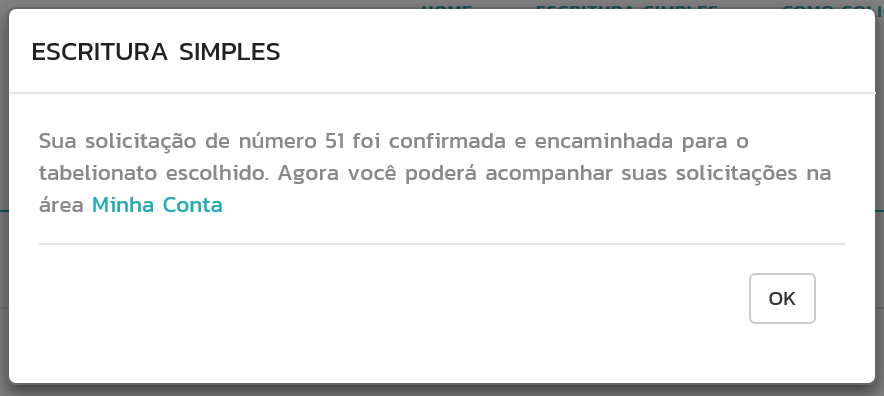 ESCRITURA SIMPLES
Sua solicitação de número 51 foi confirmada e encaminhada para o
tabelionato escolhido. Agora você poderá acompanhar suas solicitações na
área Minha Conta
OK